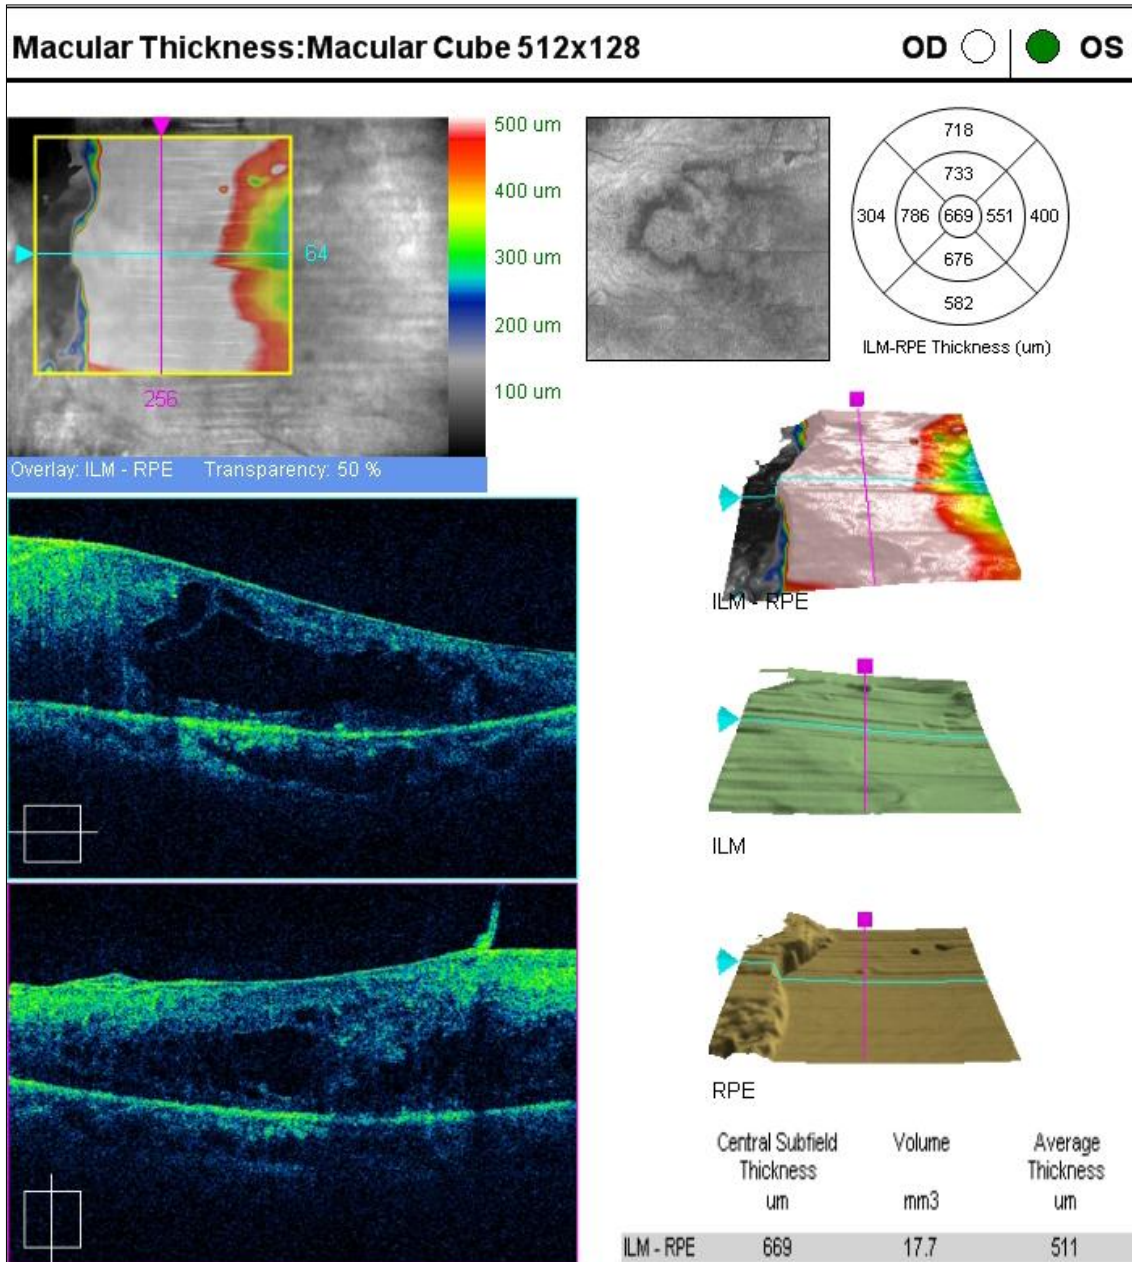 Macular Thickness:Macular Cube 512x128
OD OS
500 um
400 um
300 um
200 um
100 um
64
256
Overlay: ILM - RPE Transparency: 50 %
718
733
304 786 669 551 400
676
582
ILM-RPE Thickness (um)
ILM - RPE
ILM
RPE
Central Subfield Thickness um
Volume mm3
Average Thickness um
ILM - RPE 669 17.7 511